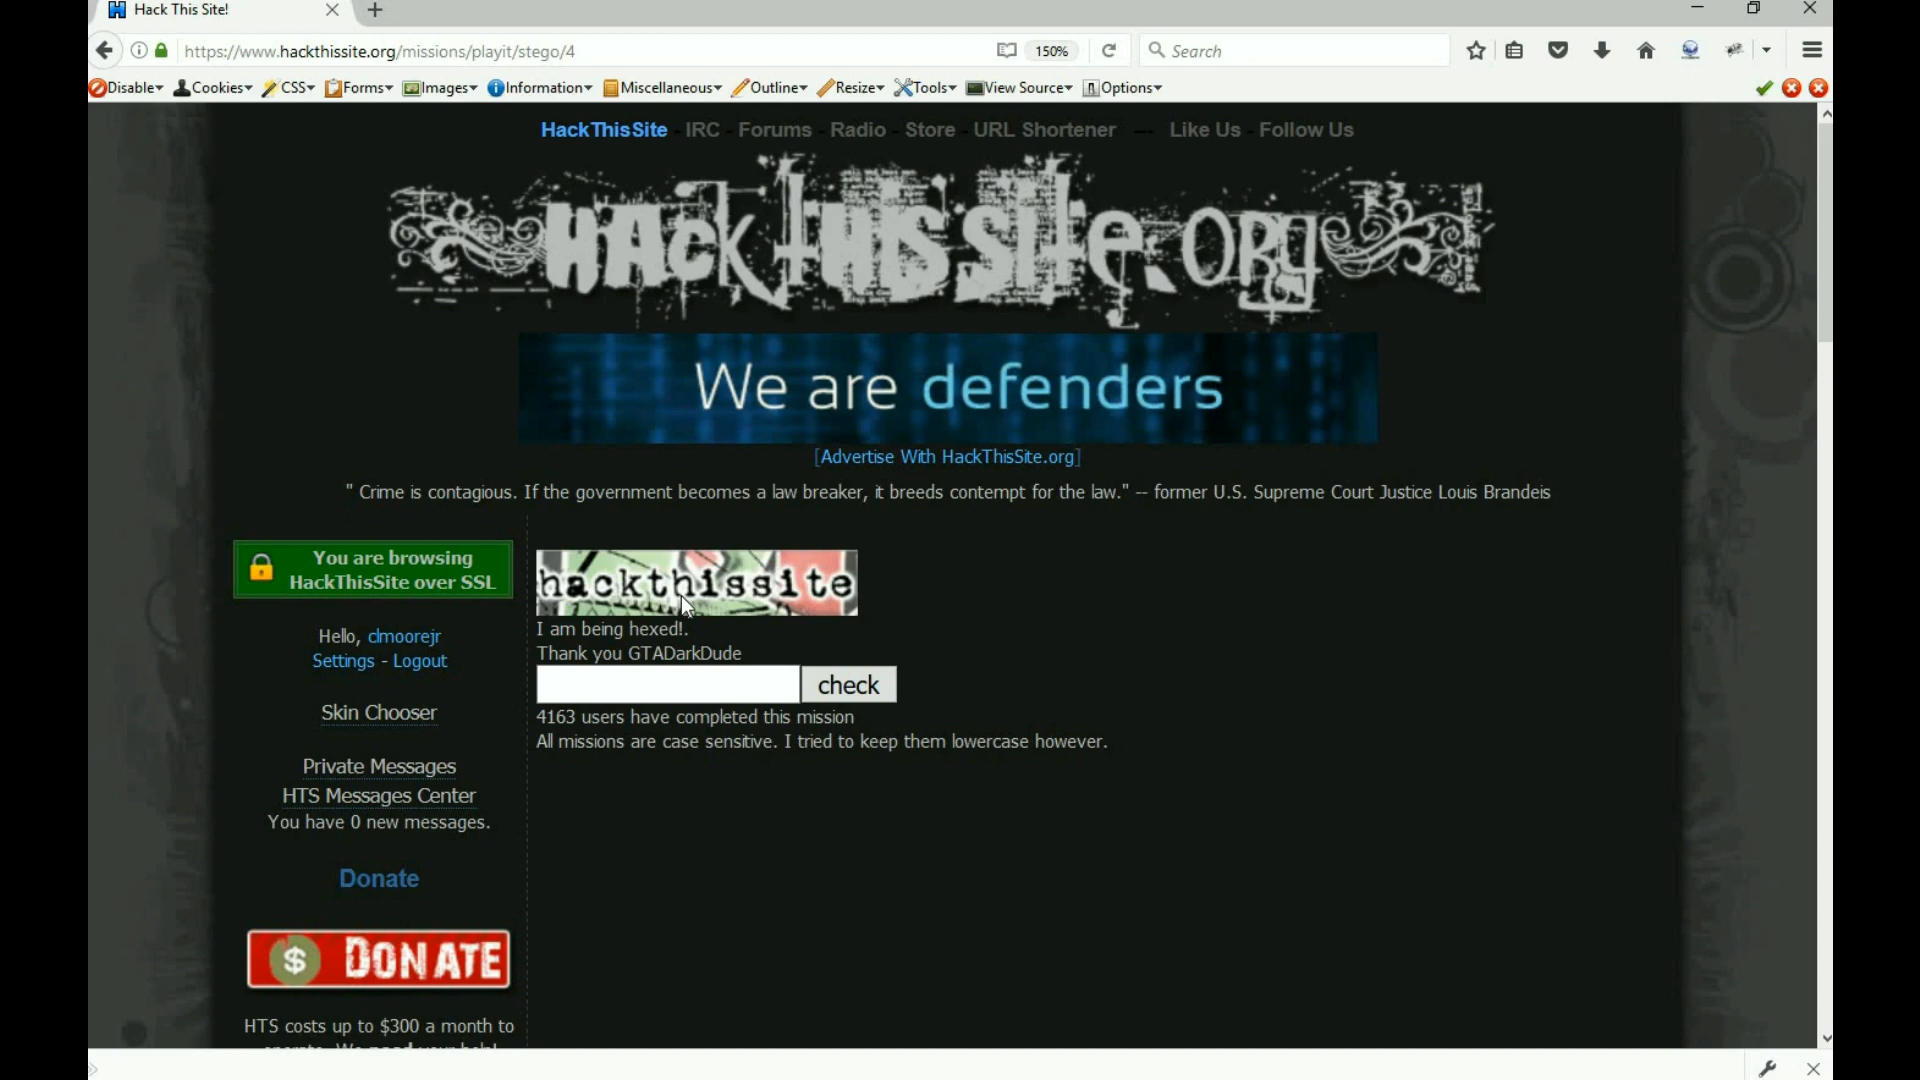 Hack This Site!
https://www.hackthissite.org/missions/playit/stego/4
150%
Search
Disable Cookies CSS Forms Images Information Miscellaneous Outline Resize Tools View Source Options
HackThisSite - IRC - Forums - Radio - Store - URL Shortener --- Like Us - Follow Us
HACK THIS SITE.ORG
We are defenders
[Advertise With HackThisSite.org]
" Crime is contagious. If the government becomes a law breaker, it breeds contempt for the law." -- former U.S. Supreme Court Justice Louis Brandeis
You are browsing
HackThisSite over SSL
Hello, clmoorejr
Settings - Logout
Skin Chooser
Private Messages
HTS Messages Center
You have 0 new messages.
Donate
$ DONATE
HTS costs up to $300 a month to
hackthissite
I am being hexed!.
Thank you GTADarkDude
check
4163 users have completed this mission
All missions are case sensitive. I tried to keep them lowercase however.